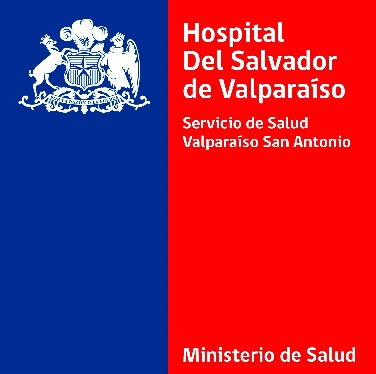 Hospital
Del Salvador
de Valparaíso
Servicio de Salud
Valparaíso San Antonio
Ministerio de Salud